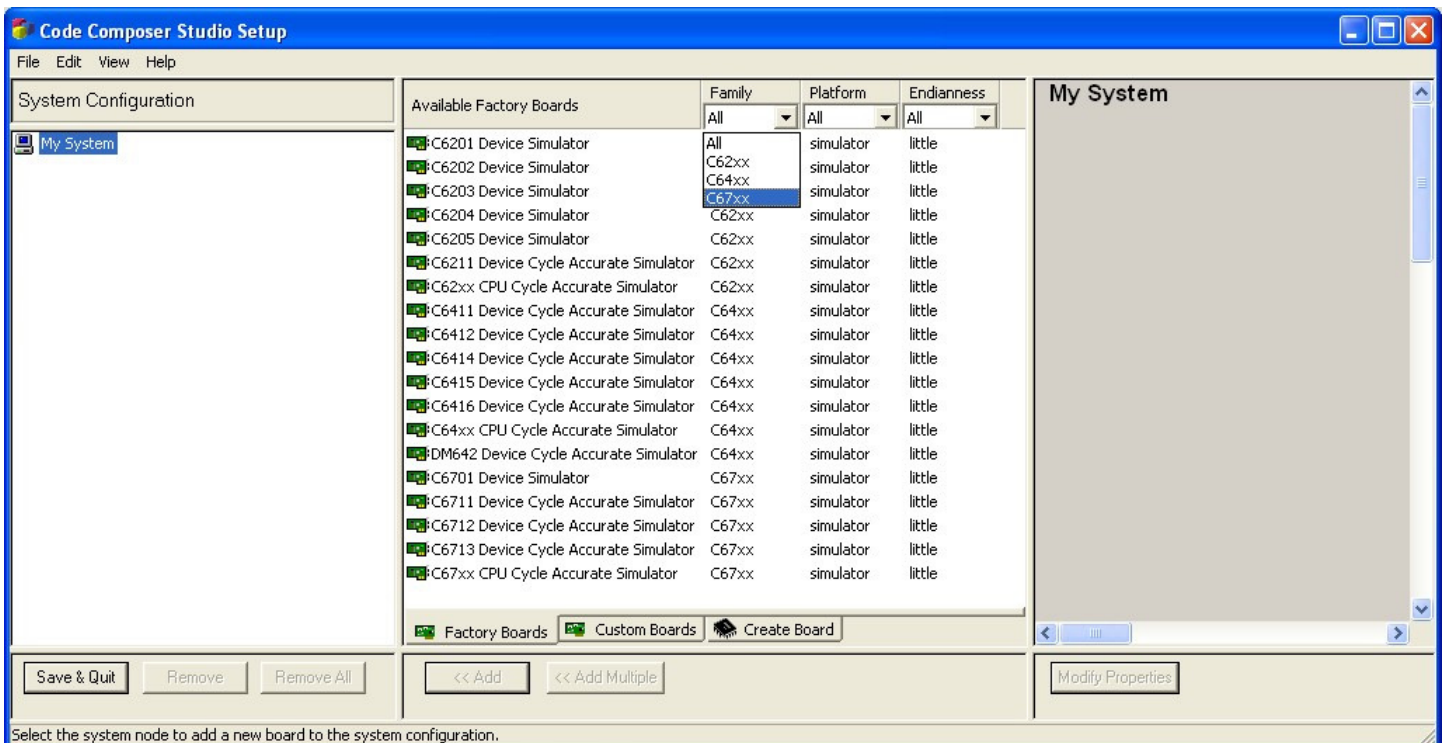 Code Composer Studio Setup
File Edit View Help
System Configuration
My System
Available Factory Boards Family Platform Endianness
All All All
All
C62xx
C64xx
C67xx
C6201 Device Simulator simulator little
C6202 Device Simulator simulator little
C6203 Device Simulator simulator little
C6204 Device Simulator C62xx simulator little
C6205 Device Simulator C62xx simulator little
C6211 Device Cycle Accurate Simulator C62xx simulator little
C62xx CPU Cycle Accurate Simulator C62xx simulator little
C6411 Device Cycle Accurate Simulator C64xx simulator little
C6412 Device Cycle Accurate Simulator C64xx simulator little
C6414 Device Cycle Accurate Simulator C64xx simulator little
C6415 Device Cycle Accurate Simulator C64xx simulator little
C6416 Device Cycle Accurate Simulator C64xx simulator little
C64xx CPU Cycle Accurate Simulator C64xx simulator little
DM642 Device Cycle Accurate Simulator C64xx simulator little
C6701 Device Simulator C67xx simulator little
C6711 Device Cycle Accurate Simulator C67xx simulator little
C6712 Device Cycle Accurate Simulator C67xx simulator little
C6713 Device Cycle Accurate Simulator C67xx simulator little
C67xx CPU Cycle Accurate Simulator C67xx simulator little
Factory Boards Custom Boards Create Board
My System
Save & Quit Remove Remove All << Add << Add Multiple Modify Properties
Select the system node to add a new board to the system configuration.